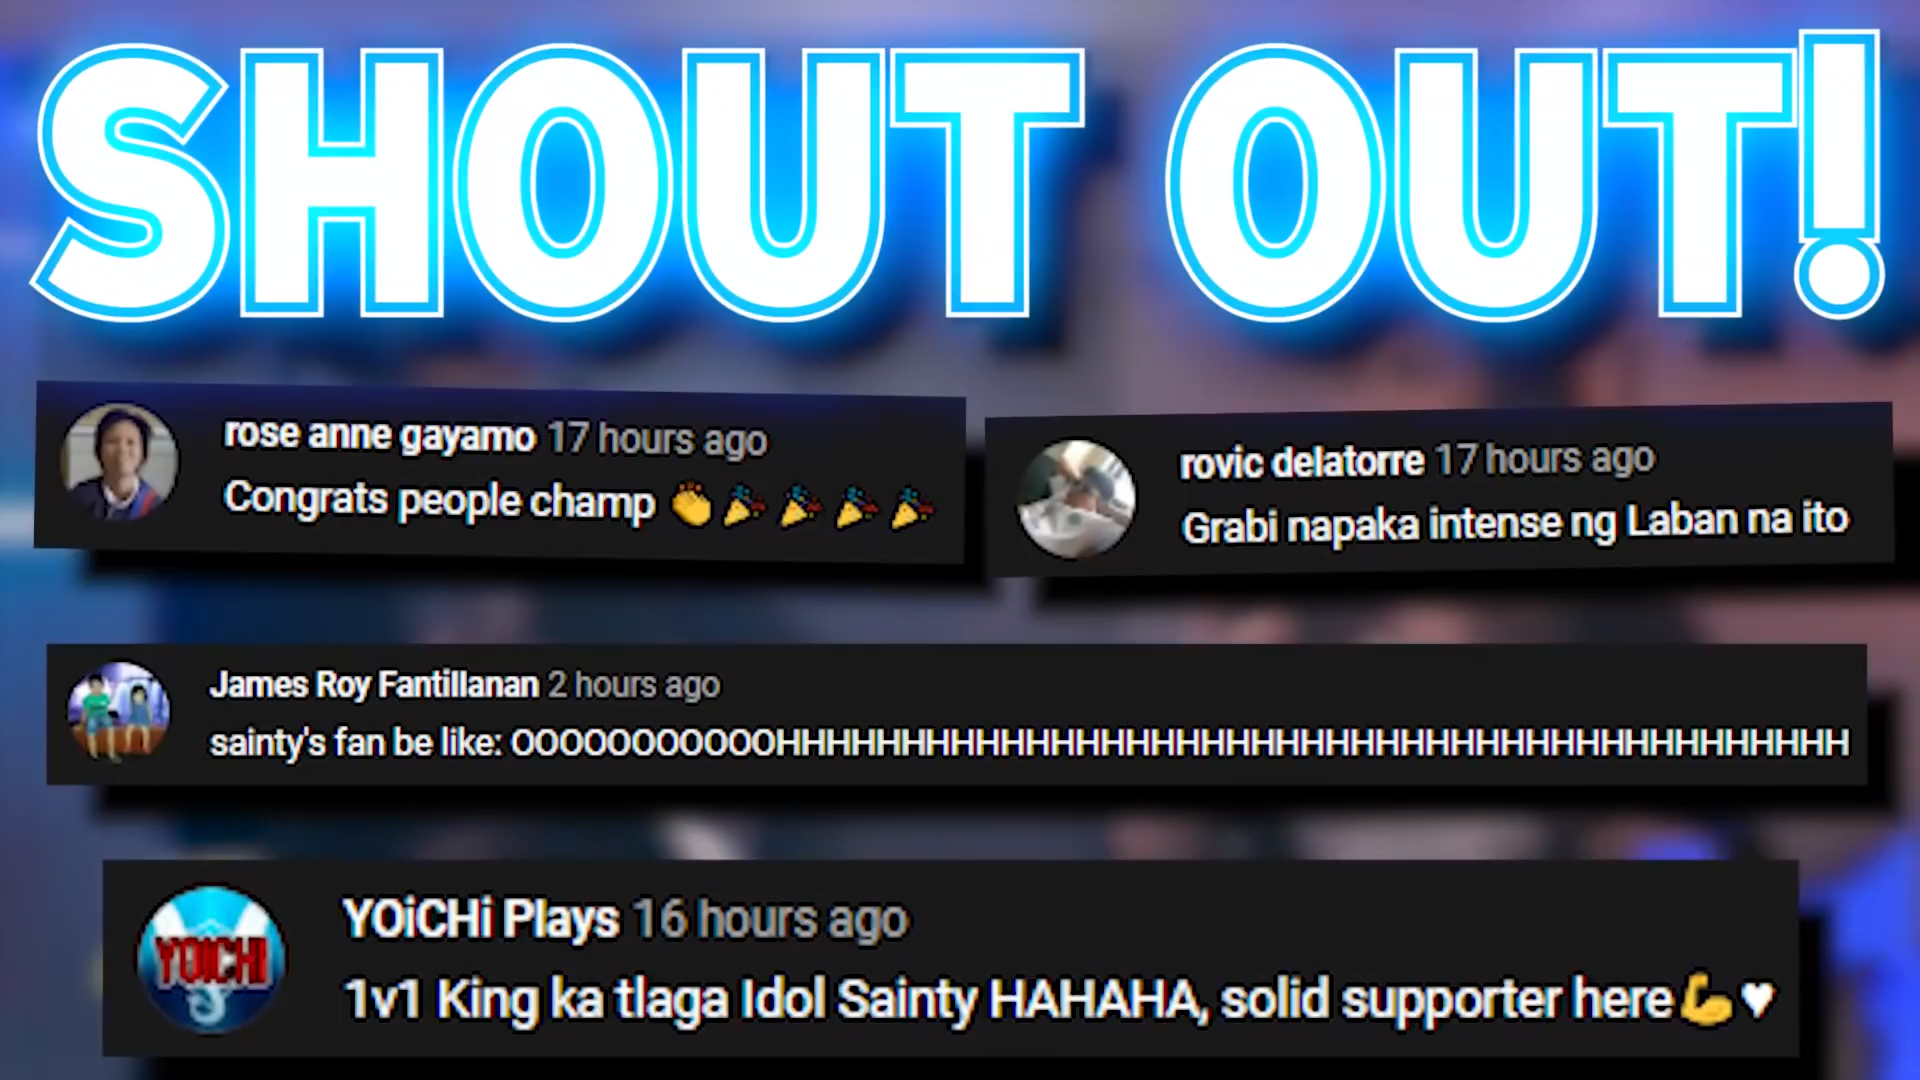 SHOUT OUT!
rose anne gayamo 17 hours ago
Congrats people champ 👏🎉🎉🎉🎉
rovic delatorre 17 hours ago
Grabi napaka intense ng Laban na ito
James Roy Fantillanan 2 hours ago
sainty's fan be like: OOOOOOOOOOOHHHHHHHHHHHHHHHHHHHHHHHHHHHHHHHHHHHHHHHHHHH
YOiCHi Plays 16 hours ago
YOICHI
1v1 King ka tlaga Idol Sainty HAHAHA, solid supporter here💪♥